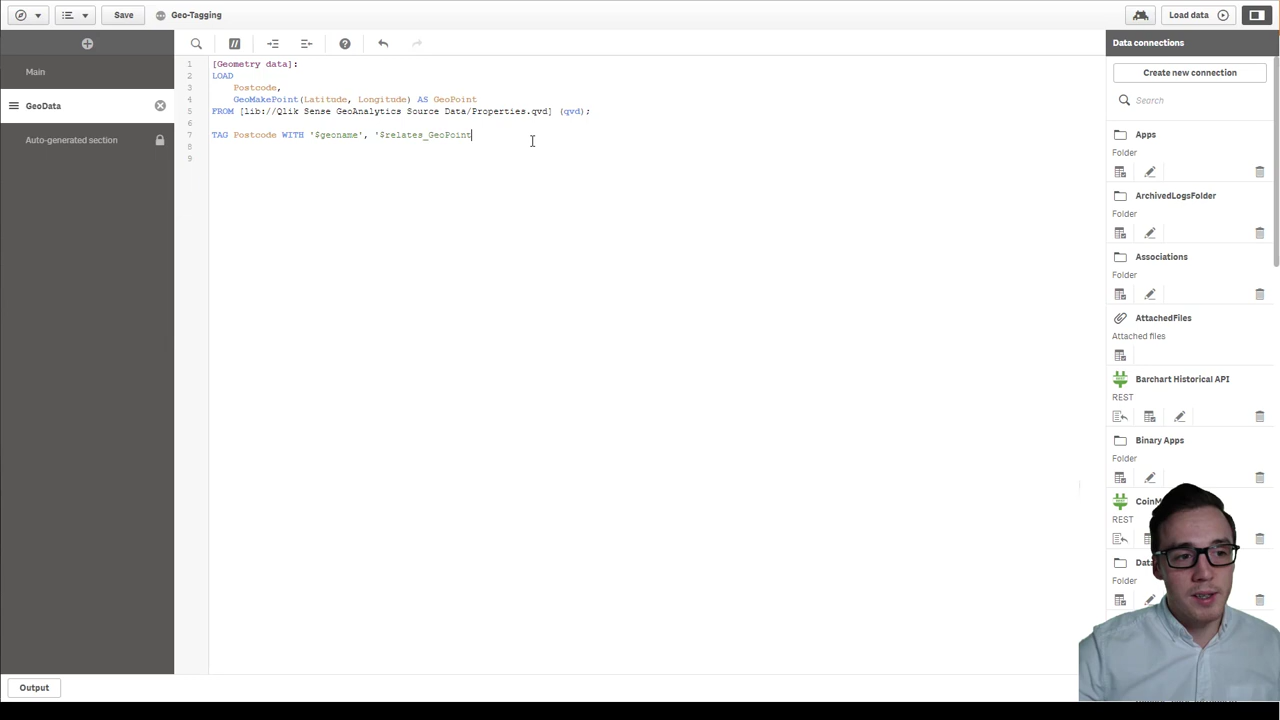 Save
Geo-Tagging
Load data
Main
GeoData
Auto-generated section
1 [Geometry data]:
2 LOAD
3 Postcode,
4 GeoMakePoint(Latitude, Longitude) AS GeoPoint
5 FROM [lib://Qlik Sense GeoAnalytics Source Data/Properties.qvd] (qvd);
6
7 TAG Postcode WITH '$geoname', '$relates_GeoPoint
8
9
Data connections
Create new connection
Search
Apps
Folder
ArchivedLogsFolder
Folder
Associations
Folder
AttachedFiles
Attached files
Barchart Historical API
REST
Binary Apps
Folder
REST
Folder
Output